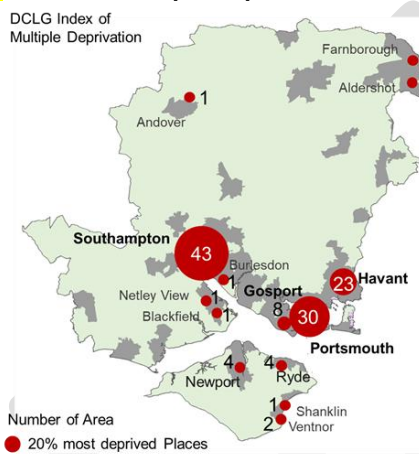 DCLG Index of
Multiple Deprivation
Farnborough
Aldershot
1
Andover
Southampton
43
Burlesdon
1
Gosport
23
Havant
Netley View
1
8
30
Blackfield
1
Portsmouth
4
4
Newport
Ryde
1
Shanklin
2
Ventnor
Number of Area
20% most deprived Places